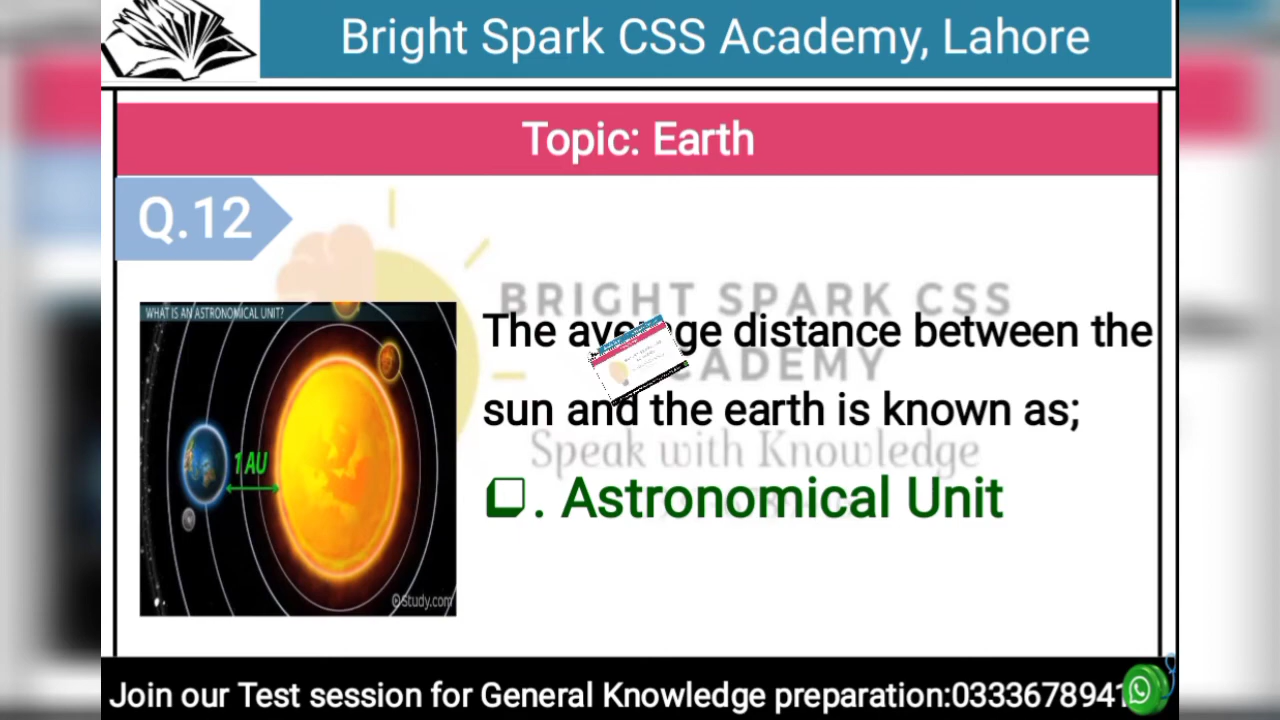 Bright Spark CSS Academy, Lahore
Topic: Earth
Q.12
WHAT IS AN ASTRONOMICAL UNIT?
1 AU
Study.com
BRIGHT SPARK CSS
ACADEMY
Speak with Knowledge
The average distance between the
sun and the earth is known as;
. Astronomical Unit
Join our Test session for General Knowledge preparation:0333678941